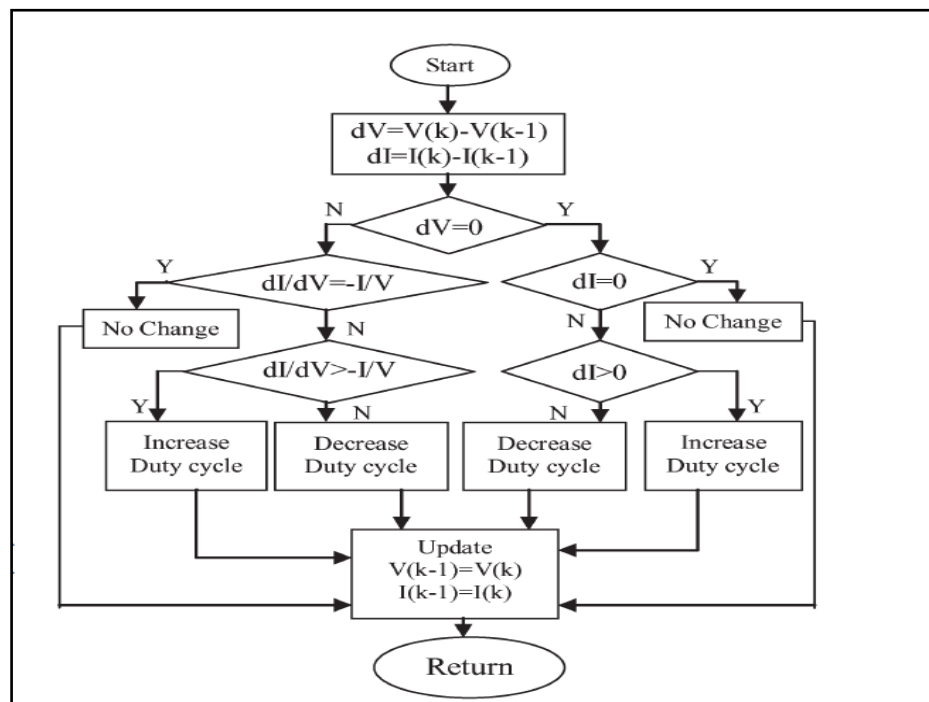 Start
dV=V(k)-V(k-1)
dI=I(k)-I(k-1)
N
Y
dV=0
Y
dI/dV=-I/V
dI=0
Y
No Change
N
N
No Change
dI/dV>-I/V
dI>0
Y
N
N
Y
Increase
Duty cycle
Decrease
Duty cycle
Decrease
Duty cycle
Increase
Duty cycle
Update
V(k-1)=V(k)
I(k-1)=I(k)
Return